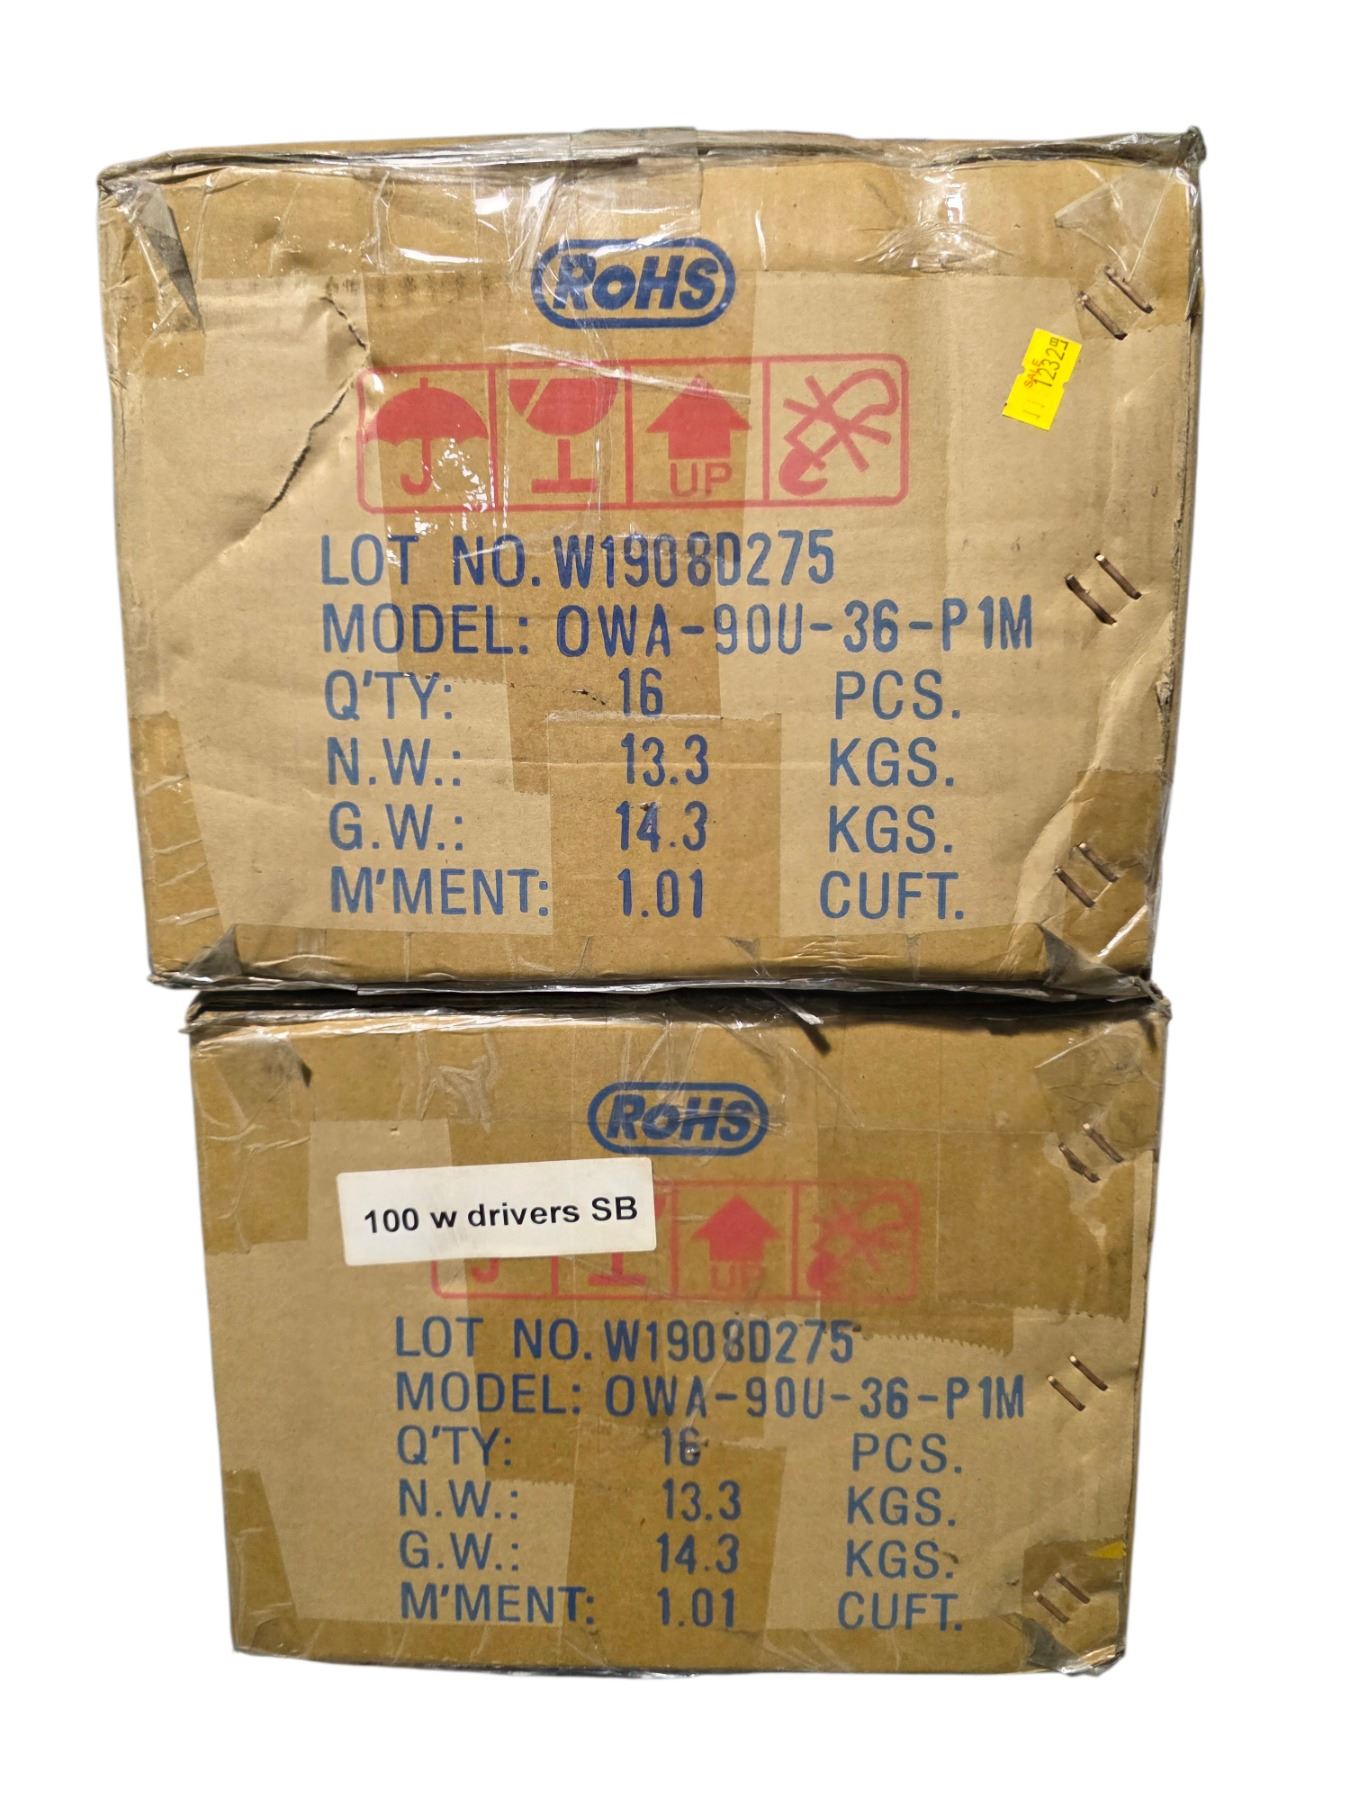 RoHS
SALE
12329
UP
LOT NO. W1908D275
MODEL: OWA-90U-36-P1M
Q'TY: 16 PCS.
N.W.: 13.3 KGS.
G.W.: 14.3 KGS.
M'MENT: 1.01 CUFT.
RoHS
100 w drivers SB
UP
LOT NO. W1908D275
MODEL: OWA-90U-36-P1M
Q'TY: 16 PCS.
N.W.: 13.3 KGS.
G.W.: 14.3 KGS.
M'MENT: 1.01 CUFT.